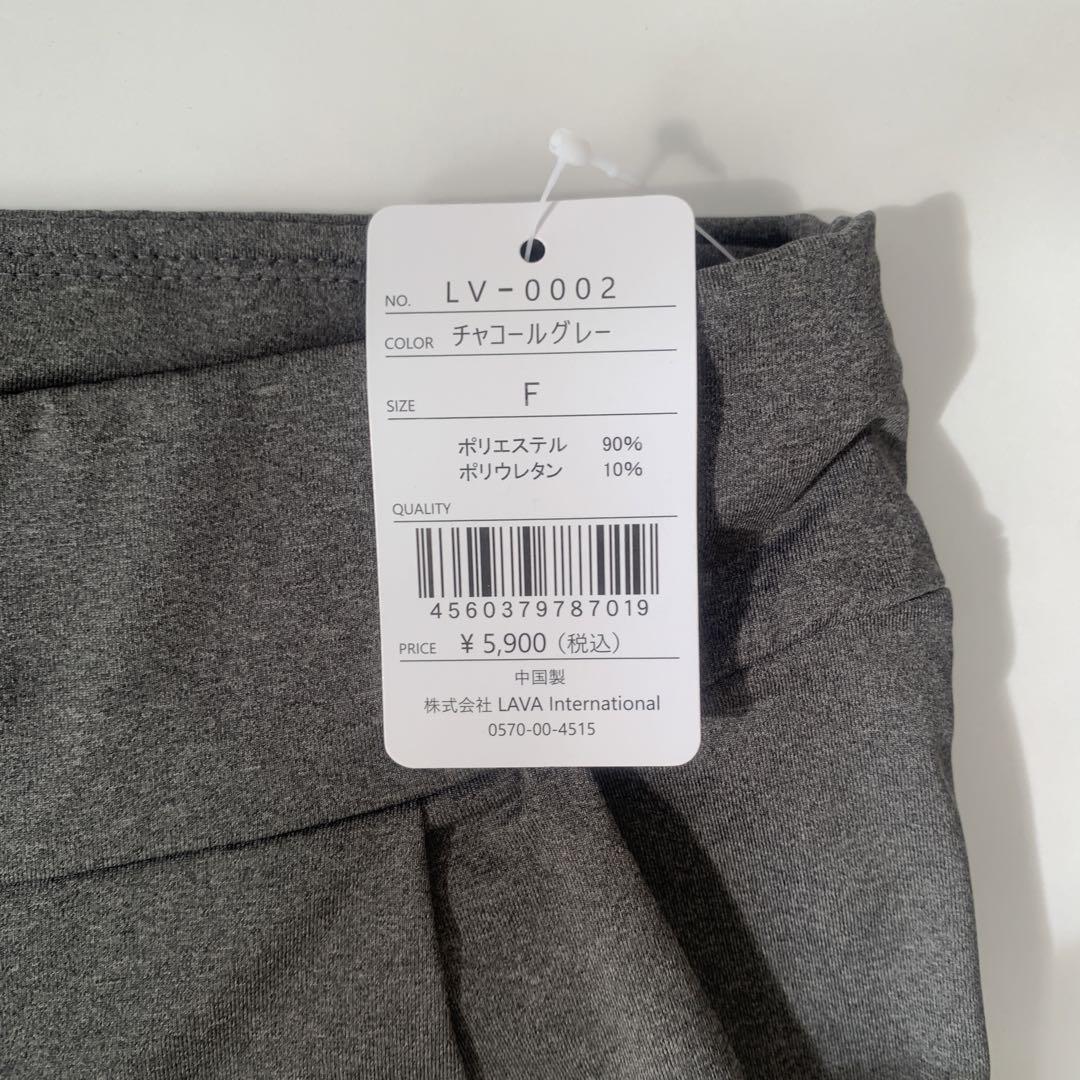 NO. LV-0002
COLOR チャコールグレー
SIZE F
ポリエステル 90%
ポリウレタン 10%
QUALITY
4560379787019
PRICE ¥5,900(税込)
中国製
株式会社 LAVA International
0570-00-4515